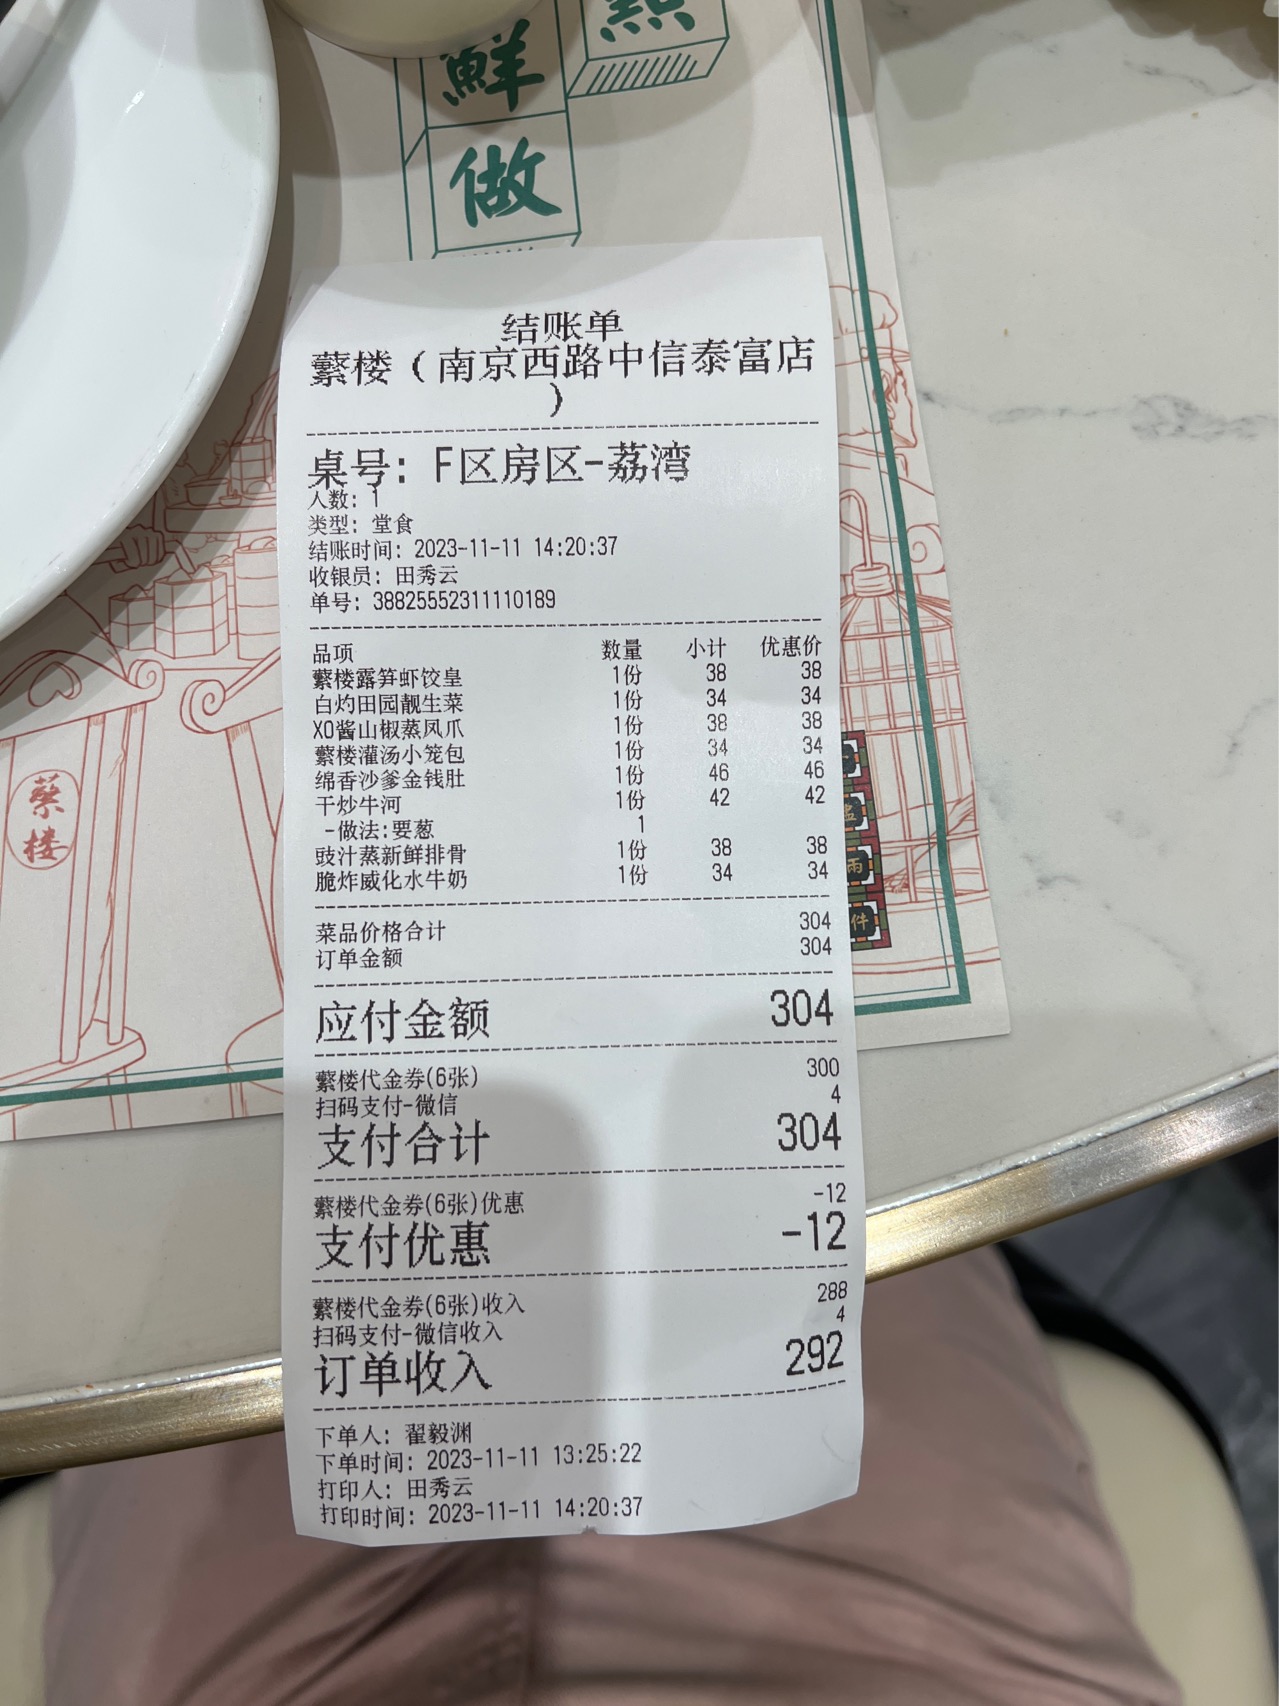 點
鮮
做
结账单
蘩楼（南京西路中信泰富店
）
桌号：F区房区-荔湾
人数：1
类型：堂食
结账时间：2023-11-11 14:20:37
收银员：田秀云
单号：38825552311110189
品项 数量 小计 优惠价
蘩楼露笋虾饺皇 1份 38 38
白灼田园靓生菜 1份 34 34
XO酱山椒蒸凤爪 1份 38 38
蘩楼灌汤小笼包 1份 34 34
绵香沙爹金钱肚 1份 46 46
干炒牛河 1份 42 42
-做法:要葱 1
豉汁蒸新鲜排骨 1份 38 38
脆炸威化水牛奶 1份 34 34
菜品价格合计 304
订单金额 304
应付金额 304
蘩楼代金券(6张) 300
扫码支付-微信 4
支付合计 304
蘩楼代金券(6张)优惠 -12
支付优惠 -12
蘩楼代金券(6张)收入 288
扫码支付-微信收入 4
订单收入 292
下单人：翟毅渊
下单时间：2023-11-11 13:25:22
打印人：田秀云
打印时间：2023-11-11 14:20:37
蘩
楼
雨
件